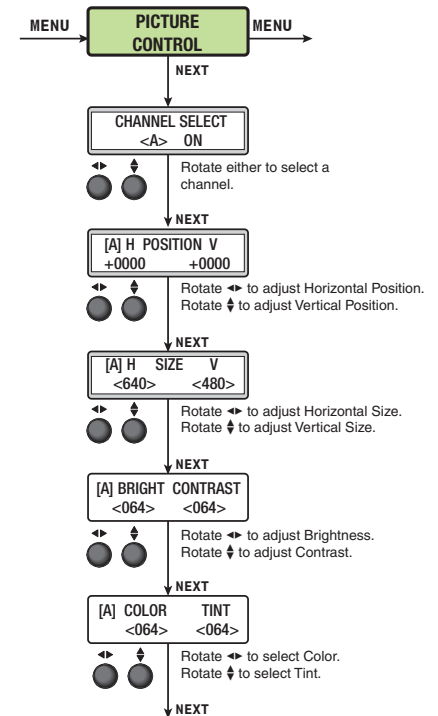 MENU
PICTURE
CONTROL
MENU
NEXT
CHANNEL SELECT
<A> ON
Rotate either to select a
channel.
NEXT
[A] H POSITION V
+0000 +0000
Rotate ◂▸ to adjust Horizontal Position.
Rotate ▴▾ to adjust Vertical Position.
NEXT
[A] H SIZE V
<640> <480>
Rotate ◂▸ to adjust Horizontal Size.
Rotate ▴▾ to adjust Vertical Size.
NEXT
[A] BRIGHT CONTRAST
<064> <064>
Rotate ◂▸ to adjust Brightness.
Rotate ▴▾ to adjust Contrast.
NEXT
[A] COLOR TINT
<064> <064>
Rotate ◂▸ to select Color.
Rotate ▴▾ to select Tint.
NEXT